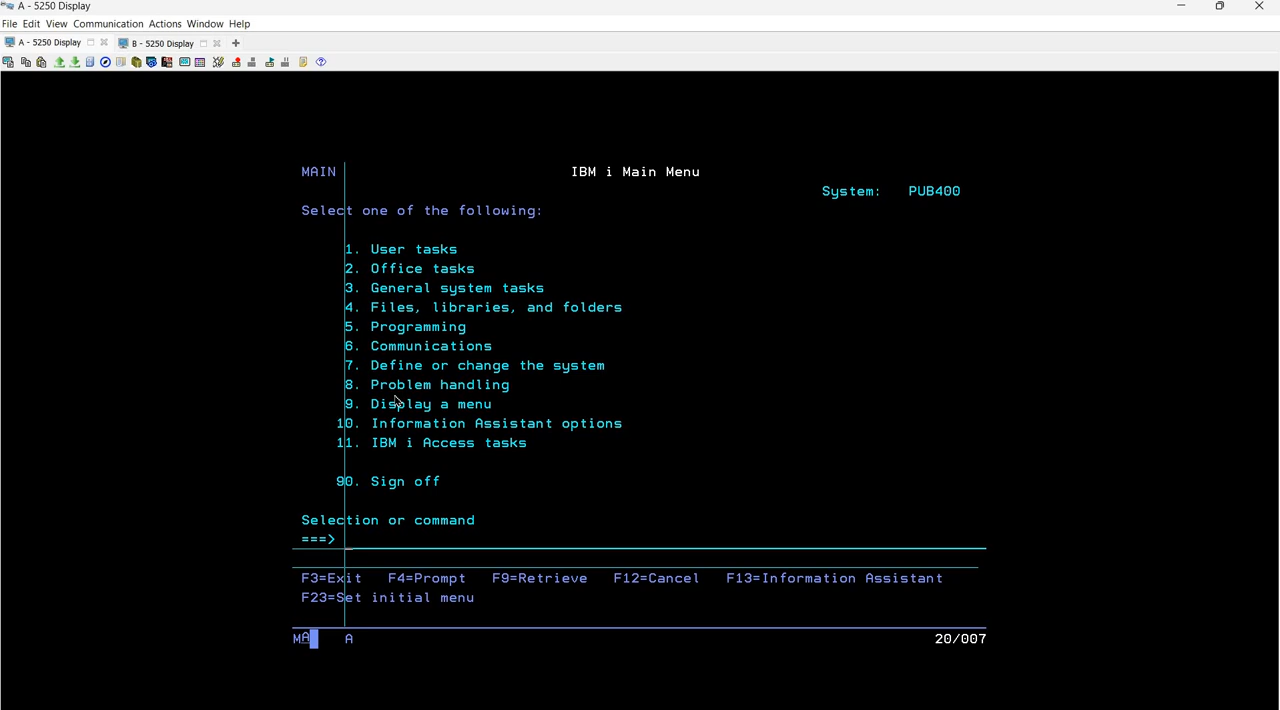 A - 5250 Display
File Edit View Communication Actions Window Help
A - 5250 Display B - 5250 Display
MAIN IBM i Main Menu
System: PUB400
Select one of the following:
1. User tasks
2. Office tasks
3. General system tasks
4. Files, libraries, and folders
5. Programming
6. Communications
7. Define or change the system
8. Problem handling
9. Display a menu
10. Information Assistant options
11. IBM i Access tasks
90. Sign off
Selection or command
===>
F3=Exit F4=Prompt F9=Retrieve F12=Cancel F13=Information Assistant
F23=Set initial menu
MA A 20/007